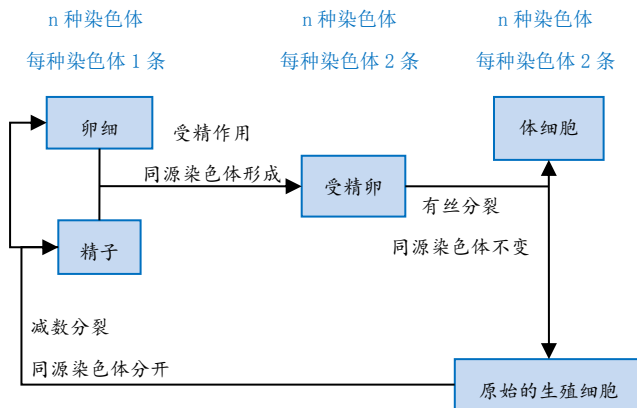 n 种染色体
n 种染色体
n 种染色体
每种染色体 1 条
每种染色体 2 条
每种染色体 2 条
卵细
受精作用
体细胞
同源染色体形成
受精卵
有丝分裂
精子
同源染色体不变
减数分裂
同源染色体分开
原始的生殖细胞